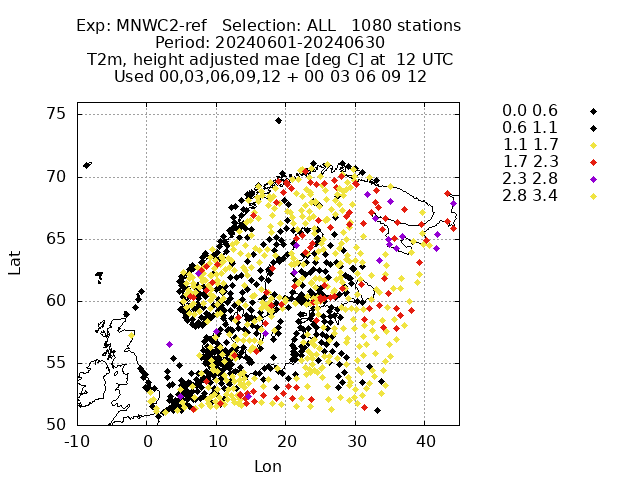 Exp: MNWC2-ref   Selection: ALL   1080 stations
Period: 20240601-20240630
T2m, height adjusted mae [deg C] at  12 UTC
Used 00,03,06,09,12 + 00 03 06 09 12
0.0 0.6
0.6 1.1
1.1 1.7
1.7 2.3
2.3 2.8
2.8 3.4
75
70
65
60
55
50
Lat
-10 0 10 20 30 40
Lon